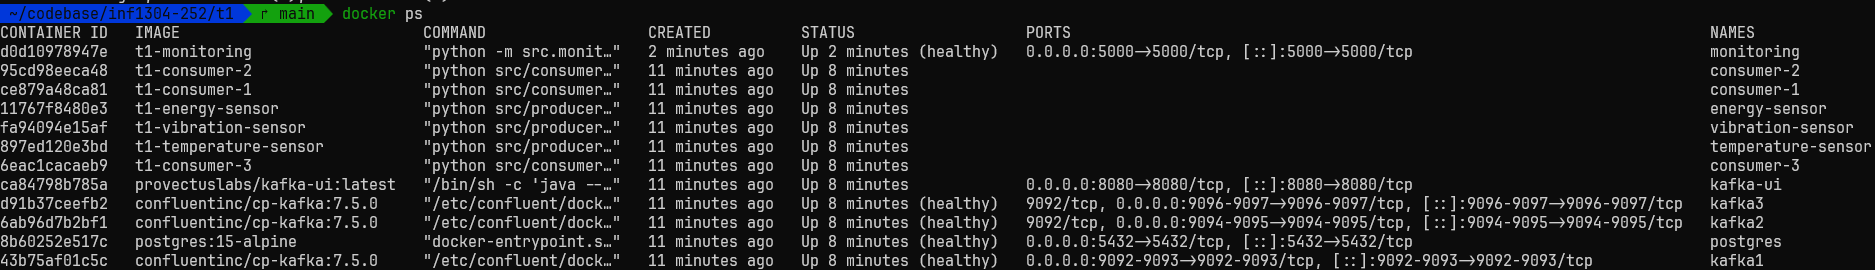 ~/codebase/inf1304-252/t1 main docker ps
CONTAINER ID IMAGE COMMAND CREATED STATUS PORTS NAMES
d0d10978947e t1-monitoring "python -m src.monit…" 2 minutes ago Up 2 minutes (healthy) 0.0.0.0:5000->5000/tcp, [::]:5000->5000/tcp monitoring
95cd98eeca48 t1-consumer-2 "python src/consumer…" 11 minutes ago Up 8 minutes consumer-2
ce879a48ca81 t1-consumer-1 "python src/consumer…" 11 minutes ago Up 8 minutes consumer-1
11767f8480e3 t1-energy-sensor "python src/producer…" 11 minutes ago Up 8 minutes energy-sensor
fa94094e15af t1-vibration-sensor "python src/producer…" 11 minutes ago Up 8 minutes vibration-sensor
897ed120e3bd t1-temperature-sensor "python src/producer…" 11 minutes ago Up 8 minutes temperature-sensor
6eac1cacaeb9 t1-consumer-3 "python src/consumer…" 11 minutes ago Up 8 minutes consumer-3
ca84798b785a provectuslabs/kafka-ui:latest "/bin/sh -c 'java --…" 11 minutes ago Up 8 minutes 0.0.0.0:8080->8080/tcp, [::]:8080->8080/tcp kafka-ui
d91b37ceefb2 confluentinc/cp-kafka:7.5.0 "/etc/confluent/dock…" 11 minutes ago Up 8 minutes (healthy) 9092/tcp, 0.0.0.0:9096-9097->9096-9097/tcp, [::]:9096-9097->9096-9097/tcp kafka3
6ab96d7b2bf1 confluentinc/cp-kafka:7.5.0 "/etc/confluent/dock…" 11 minutes ago Up 8 minutes (healthy) 9092/tcp, 0.0.0.0:9094-9095->9094-9095/tcp, [::]:9094-9095->9094-9095/tcp kafka2
8b60252e517c postgres:15-alpine "docker-entrypoint.s…" 11 minutes ago Up 8 minutes (healthy) 0.0.0.0:5432->5432/tcp, [::]:5432->5432/tcp postgres
43b75af01c5c confluentinc/cp-kafka:7.5.0 "/etc/confluent/dock…" 11 minutes ago Up 8 minutes (healthy) 0.0.0.0:9092-9093->9092-9093/tcp, [::]:9092-9093->9092-9093/tcp kafka1